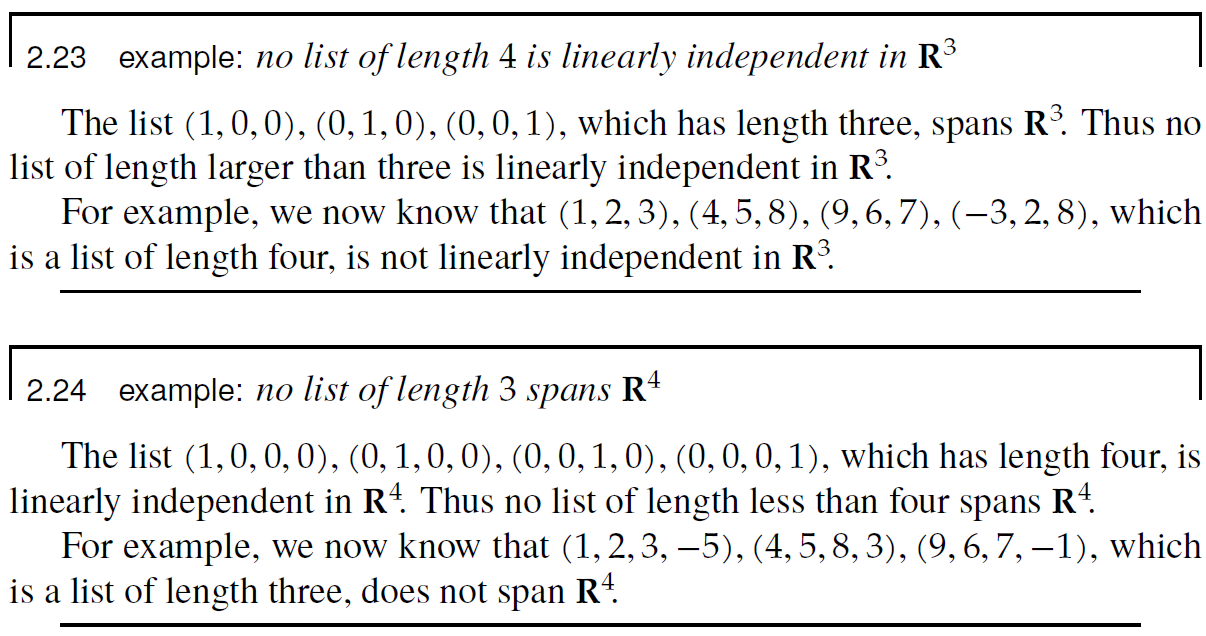 2.23 example: no list of length 4 is linearly independent in R³
The list (1, 0, 0), (0, 1, 0), (0, 0, 1), which has length three, spans R³. Thus no
list of length larger than three is linearly independent in R³.
For example, we now know that (1, 2, 3), (4, 5, 8), (9, 6, 7), (−3, 2, 8), which
is a list of length four, is not linearly independent in R³.
2.24 example: no list of length 3 spans R⁴
The list (1, 0, 0, 0), (0, 1, 0, 0), (0, 0, 1, 0), (0, 0, 0, 1), which has length four, is
linearly independent in R⁴. Thus no list of length less than four spans R⁴.
For example, we now know that (1, 2, 3, −5), (4, 5, 8, 3), (9, 6, 7, −1), which
is a list of length three, does not span R⁴.